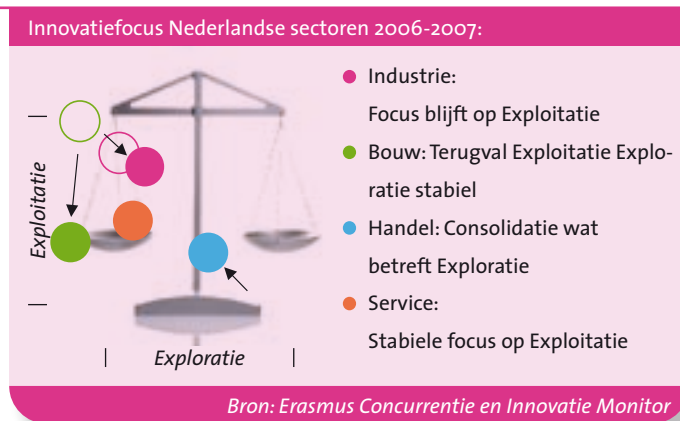 Innovatiefocus Nederlandse sectoren 2006-2007:
Exploitatie
Exploratie
Industrie:
Focus blijft op Exploitatie
Bouw: Terugval Exploitatie Explo-
ratie stabiel
Handel: Consolidatie wat
betreft Exploratie
Service:
Stabiele focus op Exploitatie
Bron: Erasmus Concurrentie en Innovatie Monitor